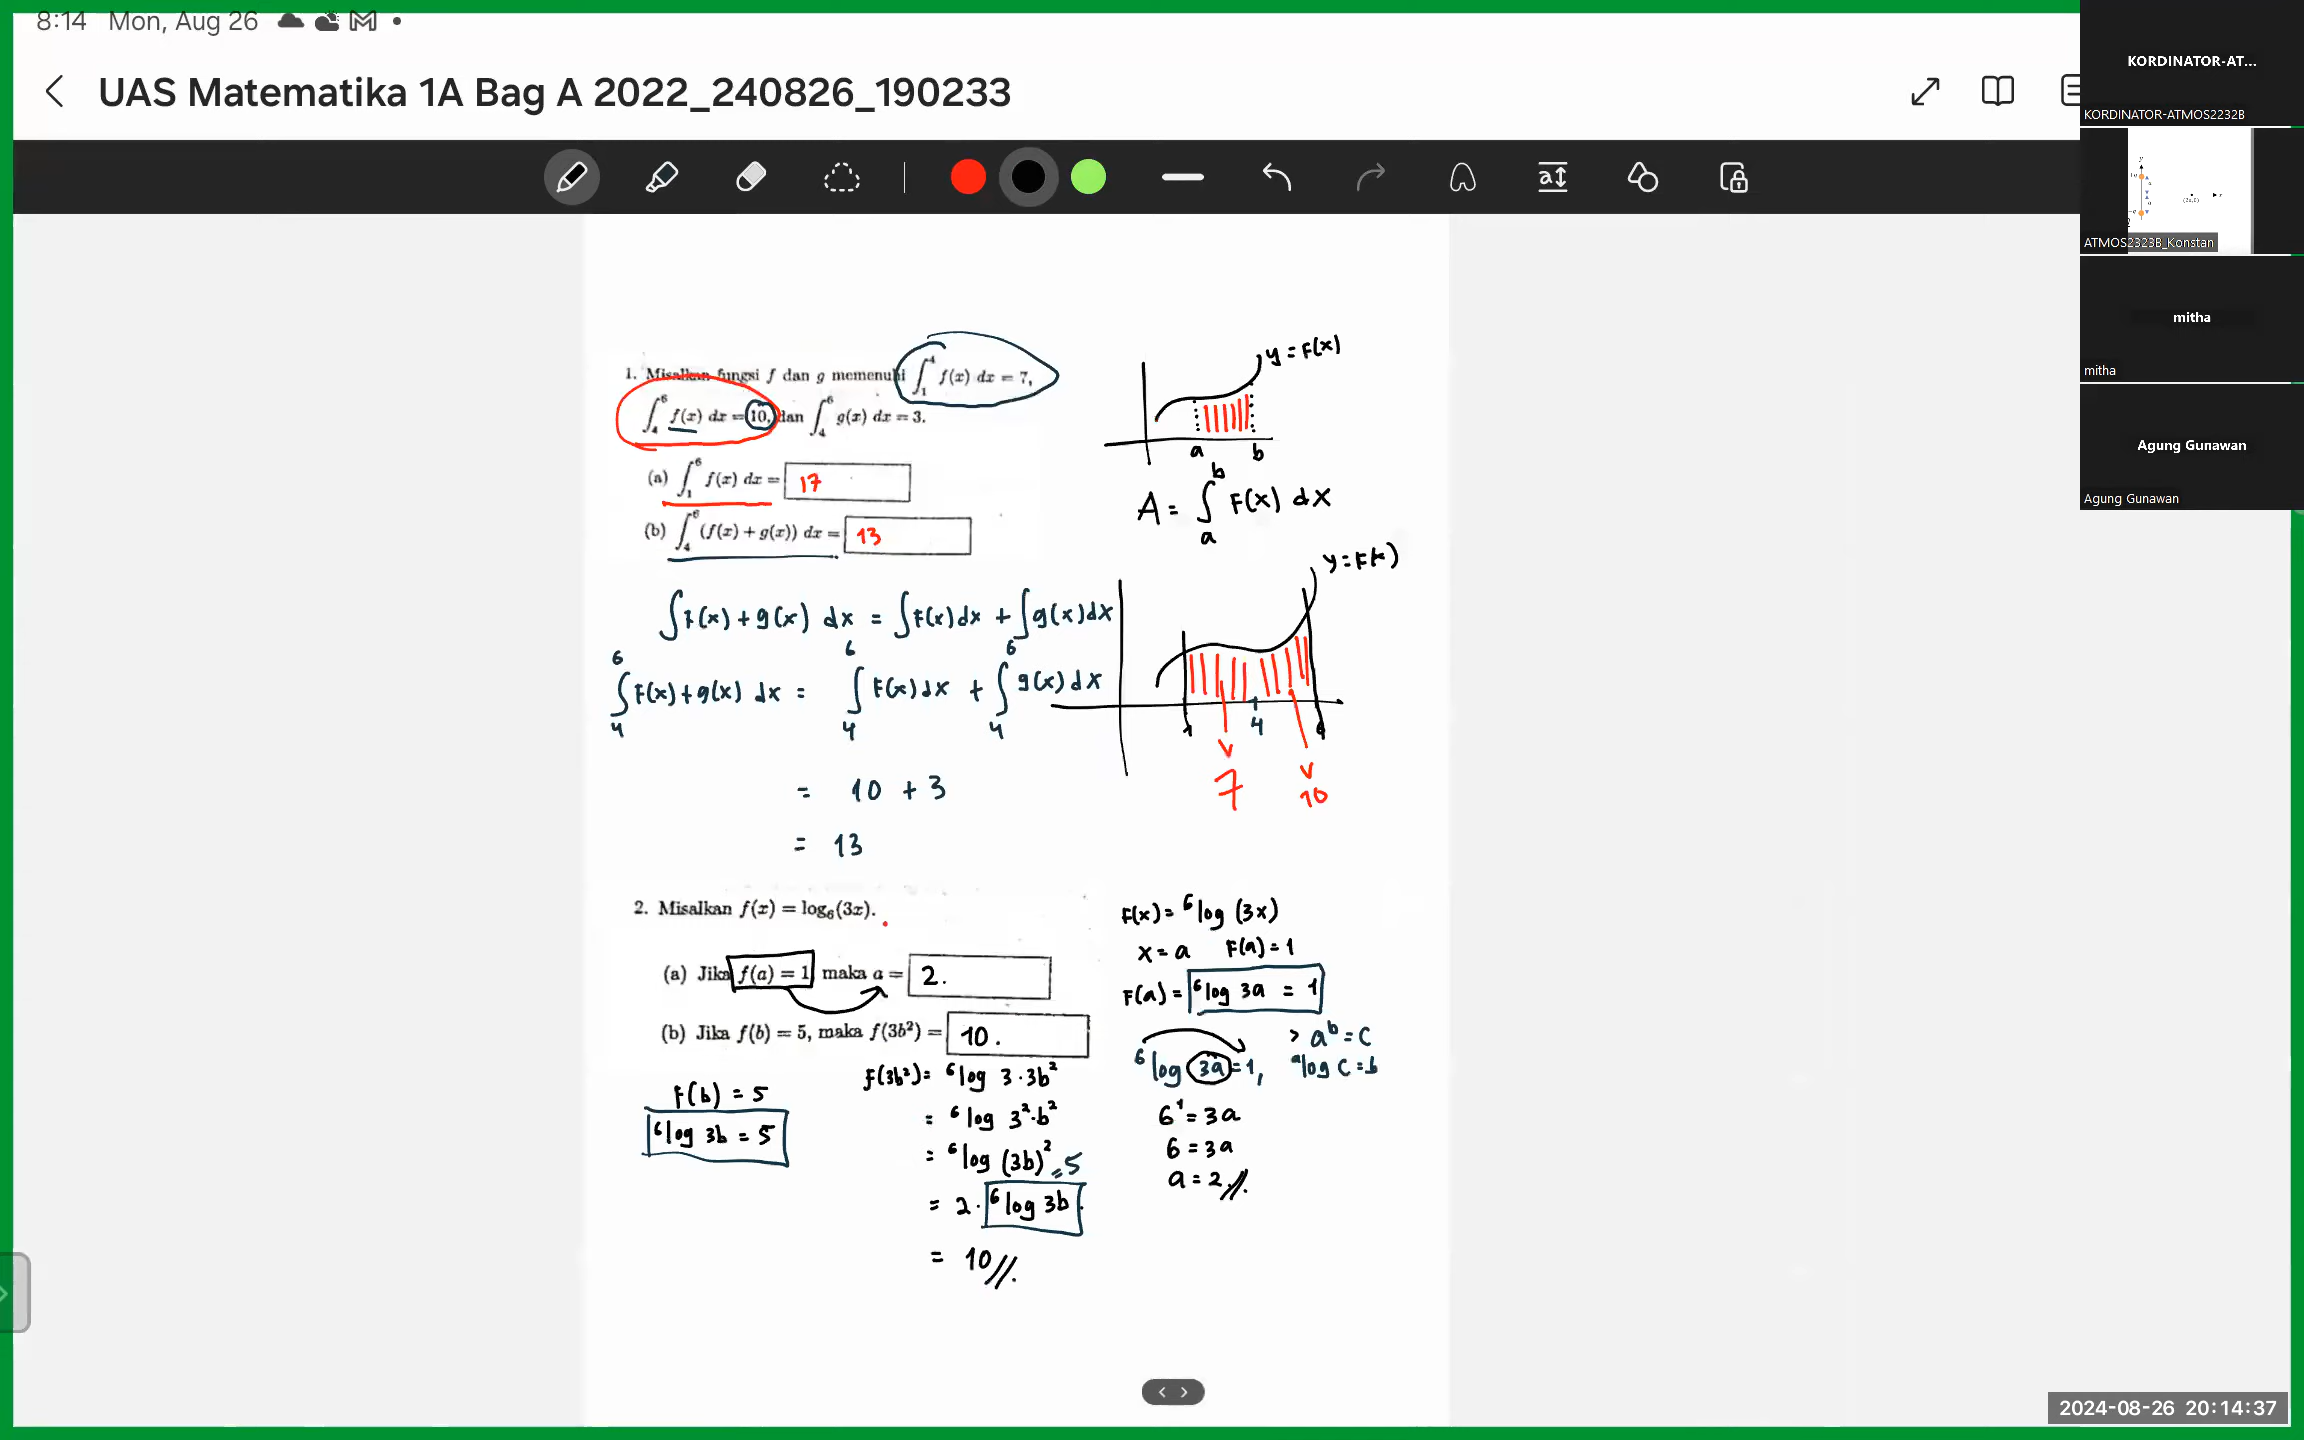 8:14 Mon, Aug 26
UAS Matematika 1A Bag A 2022_240826_190233
KORDINATOR-AT...
KORDINATOR-ATMOS2232B
ATMOS2323B_Konstan
mitha
mitha
Agung Gunawan
Agung Gunawan
1. Misalkan fungsi f dan g memenuhi ∫₁⁴ f(x) dx = 7,
∫₄⁶ f(x) dx = 10, dan ∫₄⁶ g(x) dx = 3.
(a) ∫₁⁶ f(x) dx = 17
(b) ∫₄⁶ (f(x) + g(x)) dx = 13
y = F(x)
a b
A = ∫ₐᵇ F(x) dx
∫F(x) + g(x) dx = ∫F(x)dx + ∫g(x)dx
∫₄⁶ F(x) + g(x) dx = ∫₄⁶ F(x)dx + ∫₄⁶ g(x)dx
= 10 + 3
= 13
y = F(x)
1 4 6
7 10
2. Misalkan f(x) = log₆(3x).
(a) Jika f(a) = 1, maka a = 2.
(b) Jika f(b) = 5, maka f(3b²) = 10.
F(b) = 5
⁶log 3b = 5
f(3b²) = ⁶log 3·3b²
= ⁶log 3²·b²
= ⁶log (3b)²
= 5
= 2 · ⁶log 3b
= 10//.
F(x) = ⁶log (3x)
x = a F(a) = 1
F(a) = ⁶log 3a = 1
> aᵇ = c
⁶log 3a = 1, ᵃlog c = b
6¹ = 3a
6 = 3a
a = 2//.
2024-08-26 20:14:37